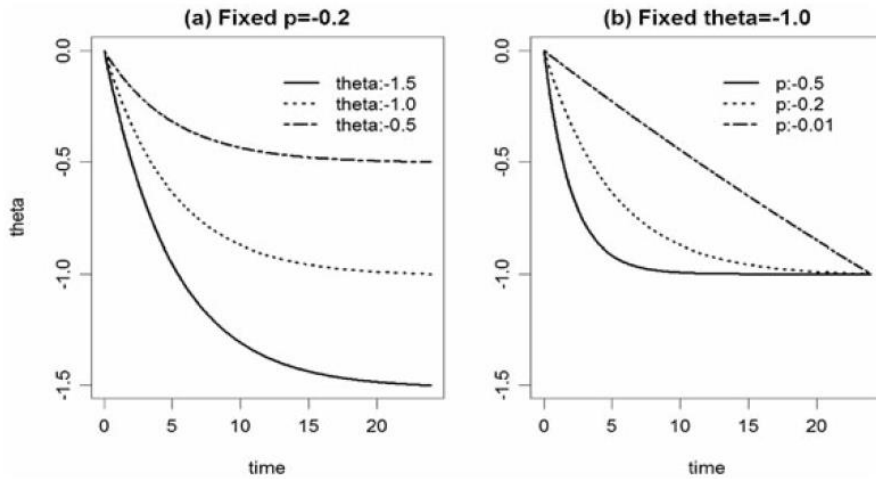 (a) Fixed p=-0.2
theta
0.0
-0.5
-1.0
-1.5
theta:-1.5
theta:-1.0
theta:-0.5
0 5 10 15 20
time
(b) Fixed theta=-1.0
0.0
-0.5
-1.0
-1.5
p:-0.5
p:-0.2
p:-0.01
0 5 10 15 20
time